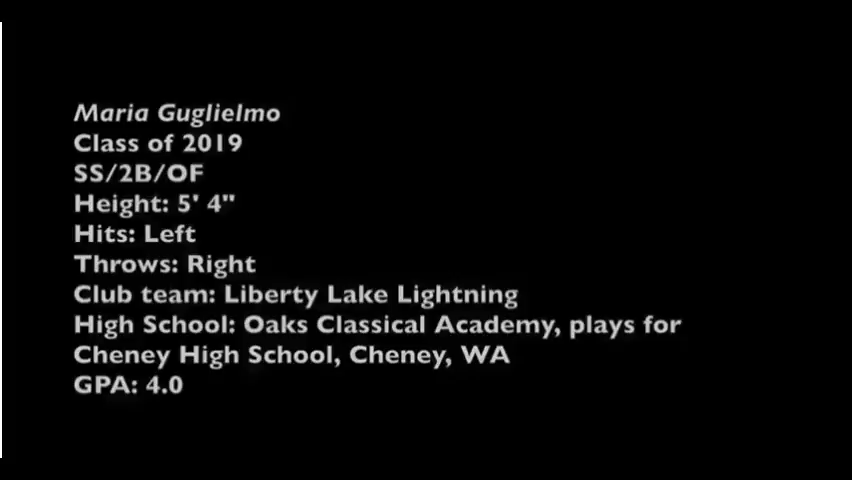 Maria Guglielmo
Class of 2019
SS/2B/OF
Height: 5' 4"
Hits: Left
Throws: Right
Club team: Liberty Lake Lightning
High School: Oaks Classical Academy, plays for
Cheney High School, Cheney, WA
GPA: 4.0